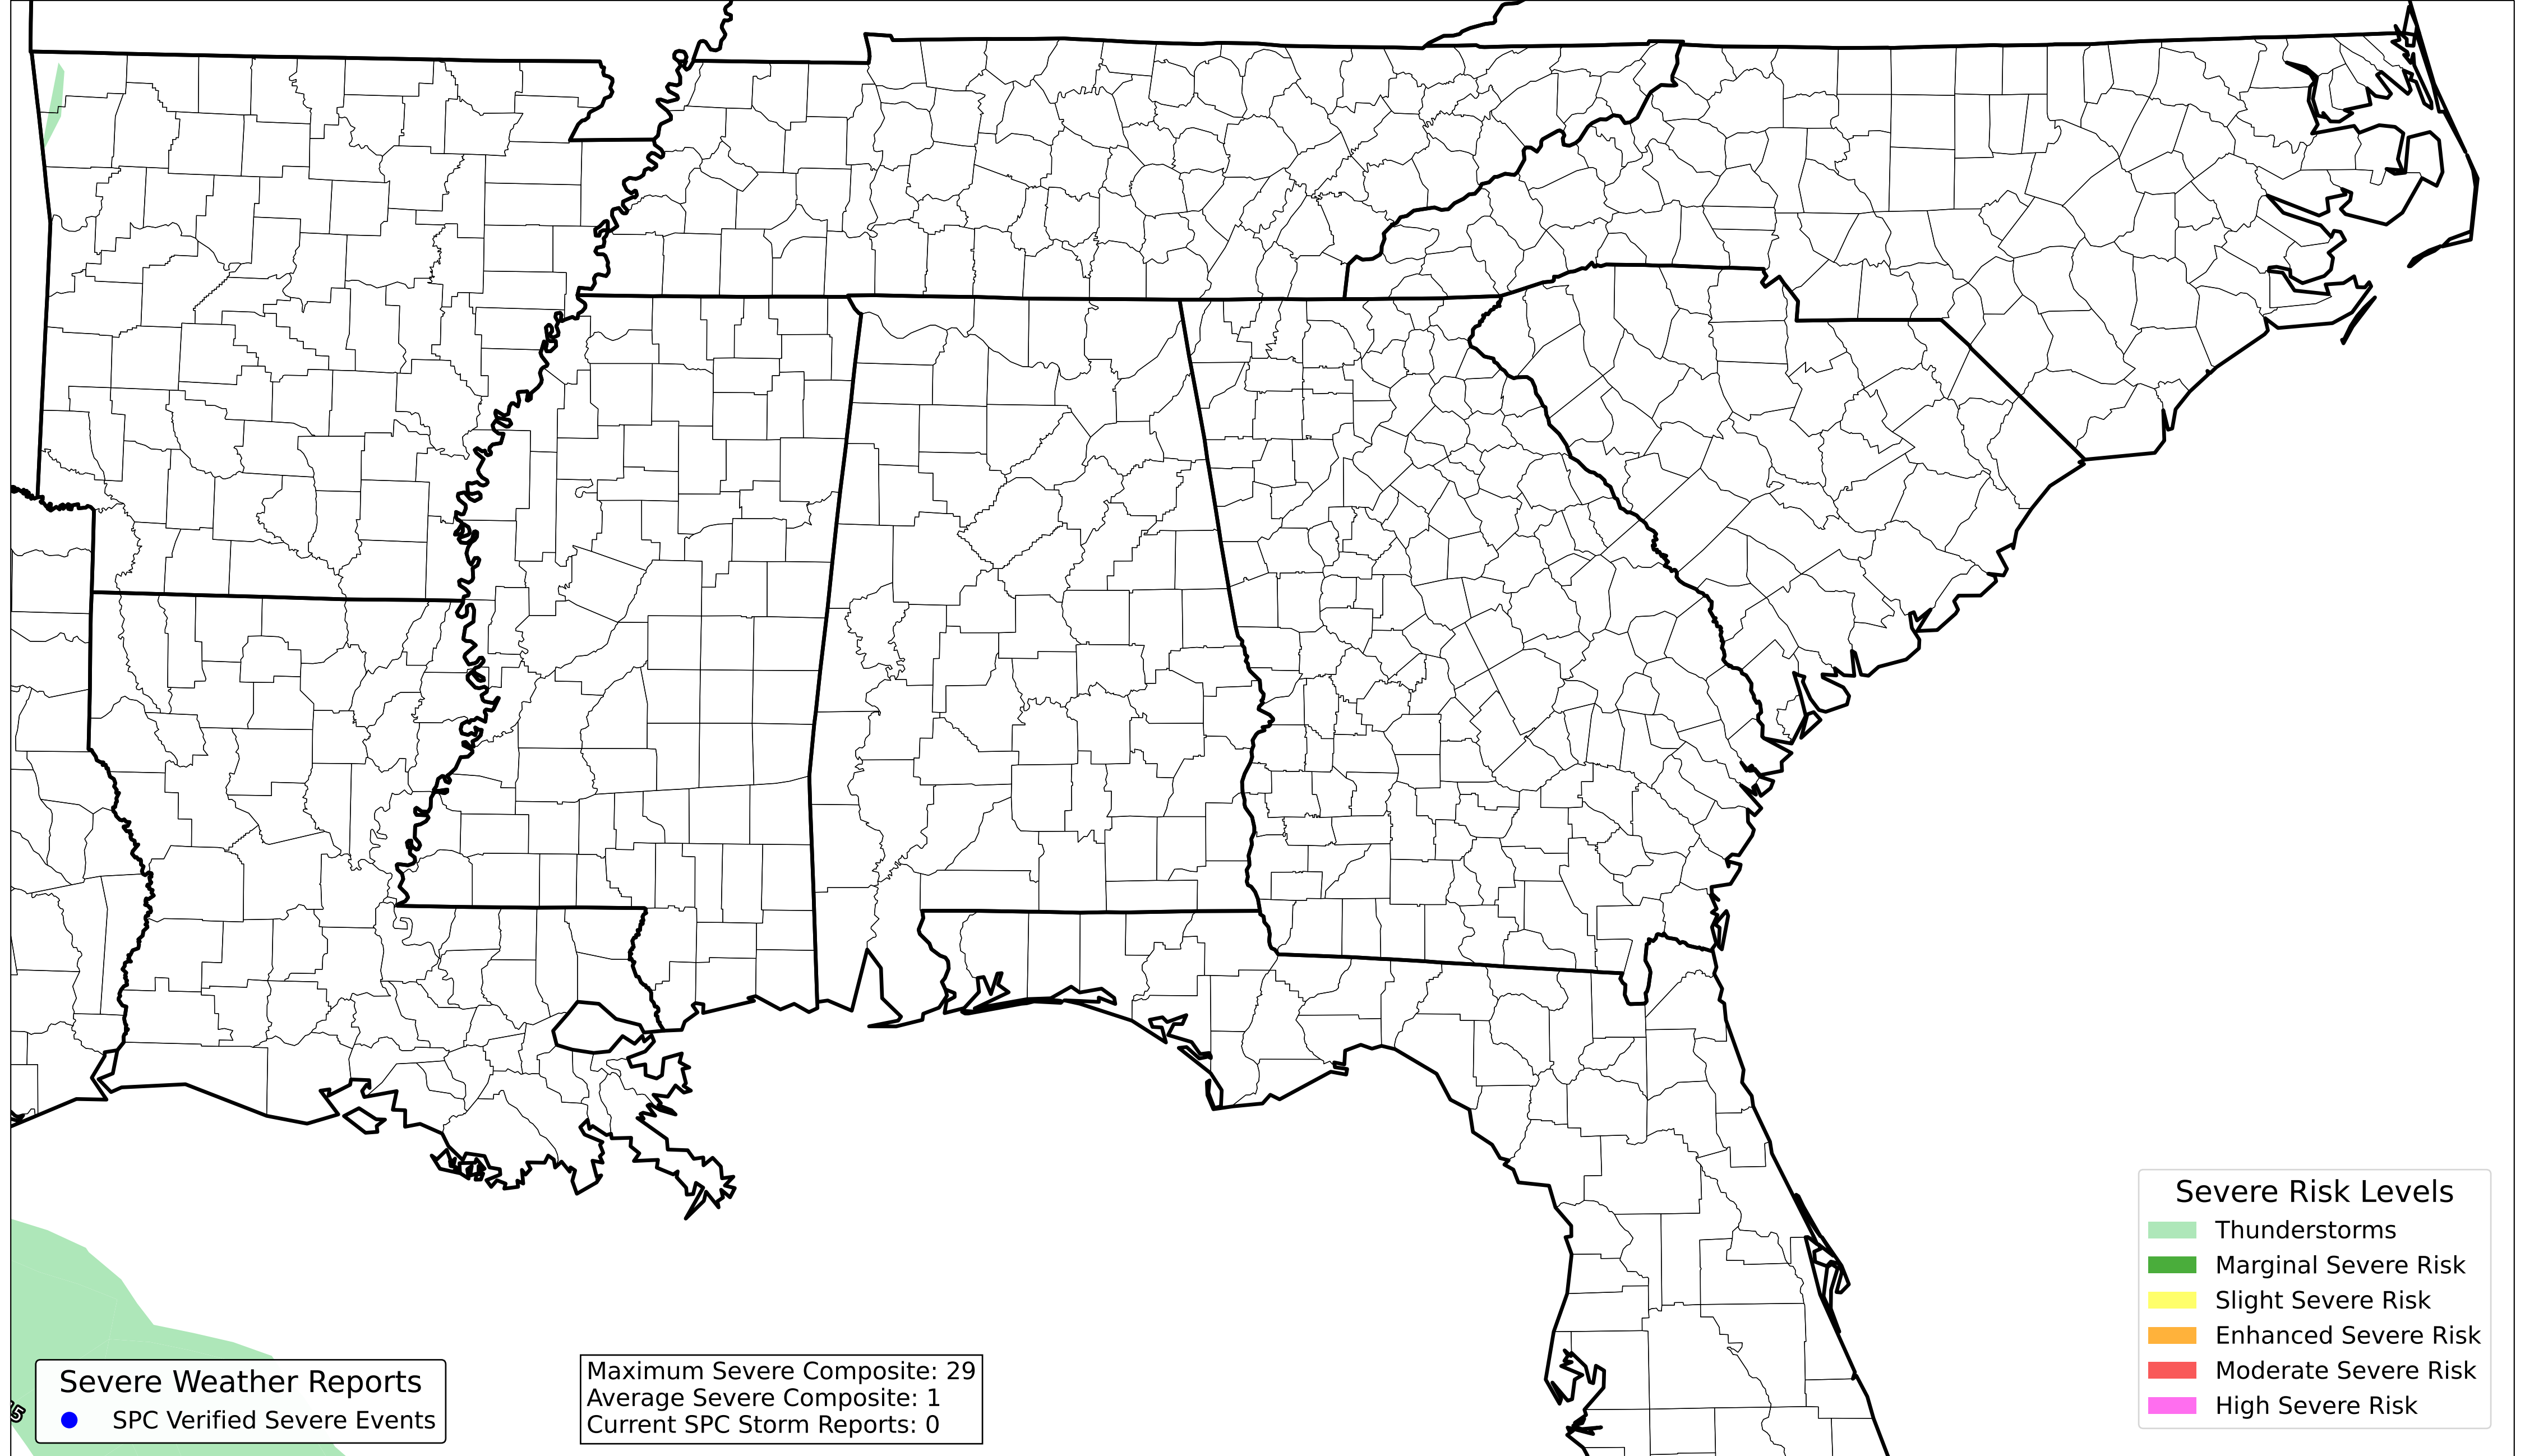 Severe Risk Levels
Thunderstorms
Marginal Severe Risk
Slight Severe Risk
Enhanced Severe Risk
Moderate Severe Risk
High Severe Risk
Severe Weather Reports
SPC Verified Severe Events
Maximum Severe Composite: 29
Average Severe Composite: 1
Current SPC Storm Reports: 0